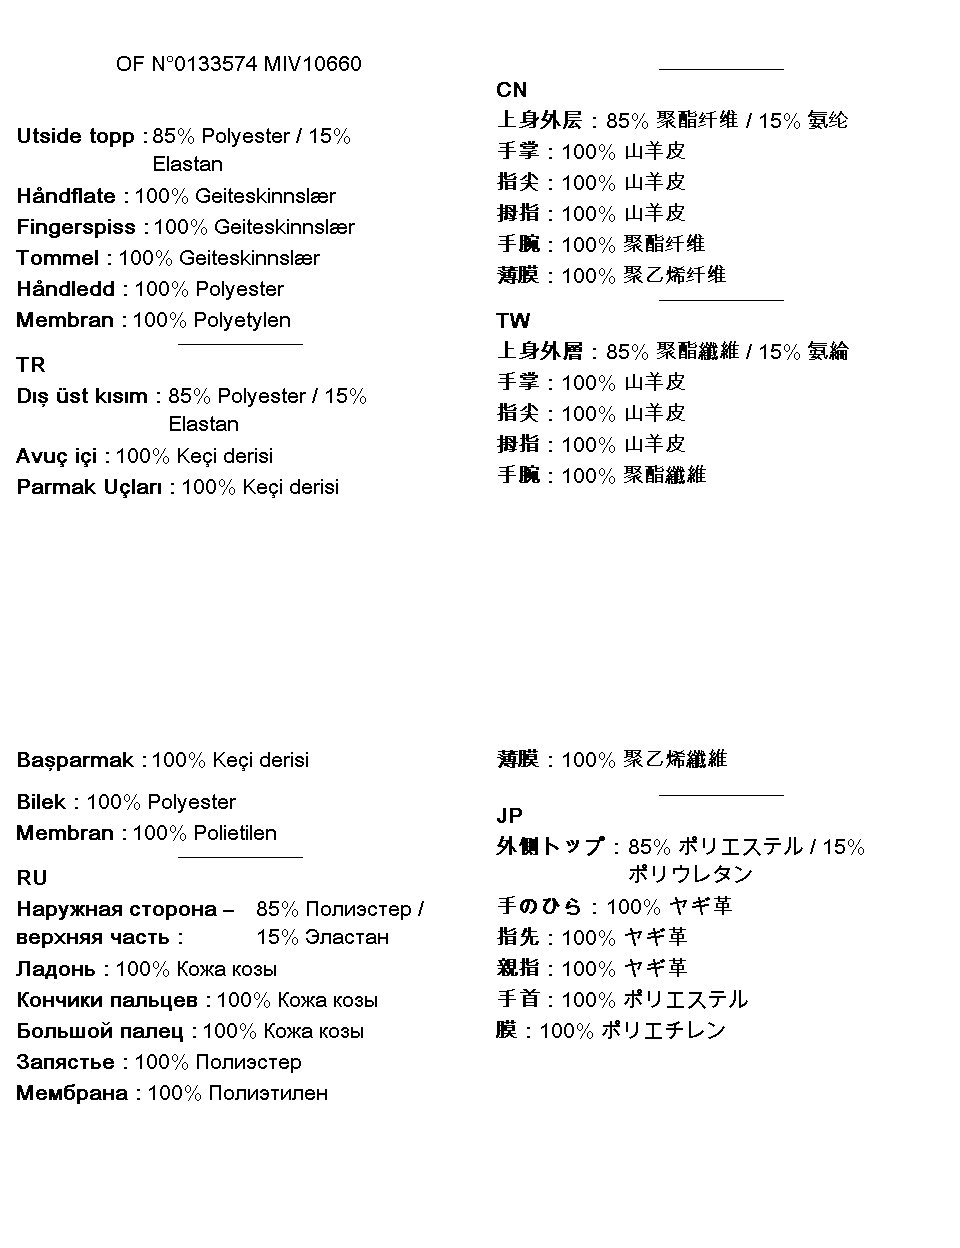 OF N°0133574 MIV10660
Utside topp : 85% Polyester / 15%
Elastan
Håndflate : 100% Geiteskinnslær
Fingerspiss : 100% Geiteskinnslær
Tommel : 100% Geiteskinnslær
Håndledd : 100% Polyester
Membran : 100% Polyetylen
TR
Dış üst kısım : 85% Polyester / 15%
Elastan
Avuç içi : 100% Keçi derisi
Parmak Uçları : 100% Keçi derisi
Başparmak : 100% Keçi derisi
Bilek : 100% Polyester
Membran : 100% Polietilen
RU
Наружная сторона – 85% Полиэстер /
верхняя часть : 15% Эластан
Ладонь : 100% Кожа козы
Кончики пальцев : 100% Кожа козы
Большой палец : 100% Кожа козы
Запястье : 100% Полиэстер
Мембрана : 100% Полиэтилен
CN
上身外层 : 85% 聚酯纤维 / 15% 氨纶
手掌 : 100% 山羊皮
指尖 : 100% 山羊皮
拇指 : 100% 山羊皮
手腕 : 100% 聚酯纤维
薄膜 : 100% 聚乙烯纤维
TW
上身外層 : 85% 聚酯纖維 / 15% 氨綸
手掌 : 100% 山羊皮
指尖 : 100% 山羊皮
拇指 : 100% 山羊皮
手腕 : 100% 聚酯纖維
薄膜 : 100% 聚乙烯纖維
JP
外側トップ : 85% ポリエステル / 15%
ポリウレタン
手のひら : 100% ヤギ革
指先 : 100% ヤギ革
親指 : 100% ヤギ革
手首 : 100% ポリエステル
膜 : 100% ポリエチレン